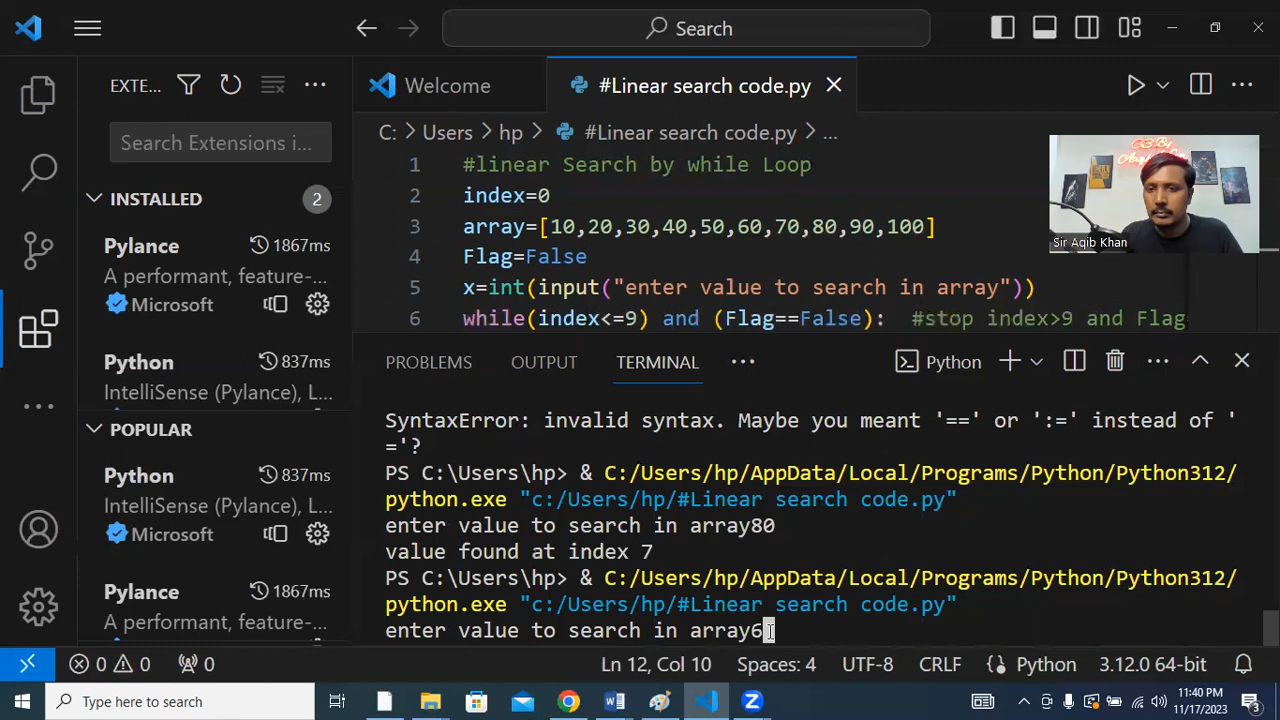 Search
EXTE...
Welcome
#Linear search code.py
Search Extensions i...
C:
Users
hp
#Linear search code.py
...
INSTALLED
2
Pylance
1867ms
A performant, feature-...
Microsoft
Python
837ms
IntelliSense (Pylance), L...
POPULAR
Python
837ms
IntelliSense (Pylance), L...
Microsoft
Pylance
1867ms
1 #linear Search by while Loop
2 index=0
3 array=[10,20,30,40,50,60,70,80,90,100]
4 Flag=False
5 x=int(input("enter value to search in array"))
6 while(index<=9) and (Flag==False): #stop index>9 and Flag
Sir Aqib Khan
PROBLEMS
OUTPUT
TERMINAL
Python
SyntaxError: invalid syntax. Maybe you meant '==' or ':=' instead of '
='?
PS C:\Users\hp> & C:/Users/hp/AppData/Local/Programs/Python/Python312/
python.exe "c:/Users/hp/#Linear search code.py"
enter value to search in array80
value found at index 7
PS C:\Users\hp> & C:/Users/hp/AppData/Local/Programs/Python/Python312/
python.exe "c:/Users/hp/#Linear search code.py"
enter value to search in array6
0
0
0
Ln 12, Col 10
Spaces: 4
UTF-8
CRLF
Python
3.12.0 64-bit
Type here to search
11:40 PM
11/17/2023
3